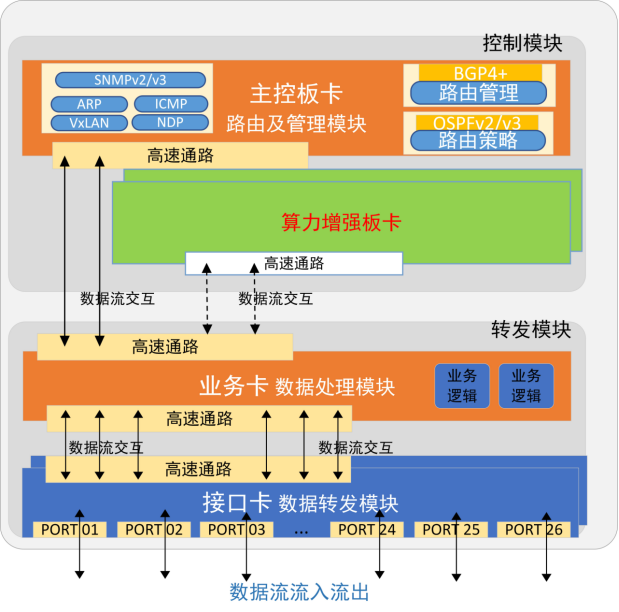 控制模块
SNMPv2/v3
ARP
ICMP
VxLAN
NDP
主控板卡
路由及管理模块
BGP4+
路由管理
OSPFv2/v3
路由策略
高速通路
算力增强板卡
高速通路
数据流交互
数据流交互
转发模块
高速通路
业务卡 数据处理模块
业务
逻辑
业务
逻辑
高速通路
数据流交互
数据流交互
高速通路
接口卡 数据转发模块
PORT 01
PORT 02
PORT 03
...
PORT 24
PORT 25
PORT 26
数据流流入流出